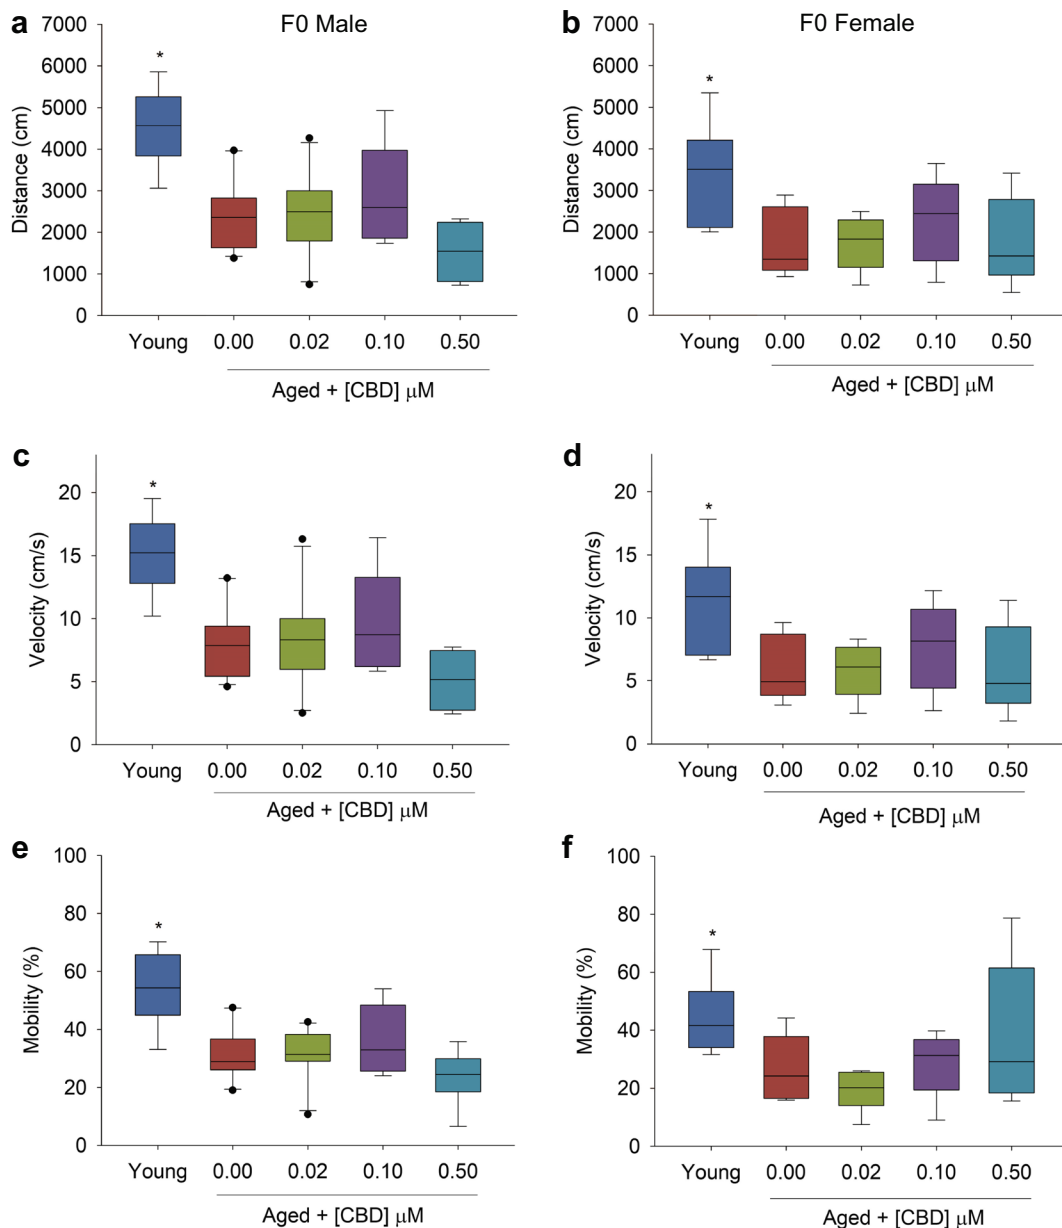 a
F0 Male
*
7000
6000
5000
4000
3000
2000
1000
0
Distance (cm)
Young 0.00 0.02 0.10 0.50
Aged + [CBD] μM
b
F0 Female
*
7000
6000
5000
4000
3000
2000
1000
0
Distance (cm)
Young 0.00 0.02 0.10 0.50
Aged + [CBD] μM
c
*
20
15
10
5
0
Velocity (cm/s)
Young 0.00 0.02 0.10 0.50
Aged + [CBD] μM
d
*
20
15
10
5
0
Velocity (cm/s)
Young 0.00 0.02 0.10 0.50
Aged + [CBD] μM
e
*
100
80
60
40
20
0
Mobility (%)
Young 0.00 0.02 0.10 0.50
Aged + [CBD] μM
f
*
100
80
60
40
20
0
Mobility (%)
Young 0.00 0.02 0.10 0.50
Aged + [CBD] μM